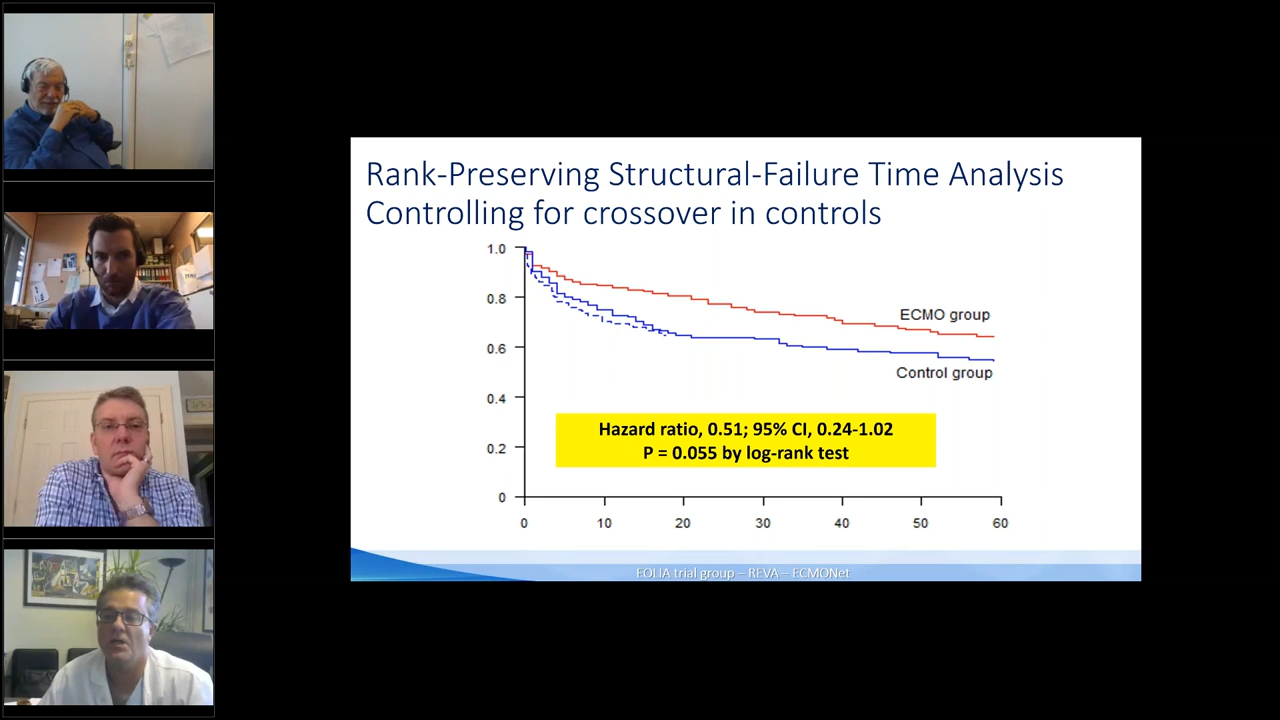 Rank-Preserving Structural-Failure Time Analysis
Controlling for crossover in controls
1.0
0.8
0.6
0.4
0.2
0
ECMO group
Control group
Hazard ratio, 0.51; 95% CI, 0.24-1.02
P = 0.055 by log-rank test
0 10 20 30 40 50 60
EOLIA trial group – REVA – ECMONet